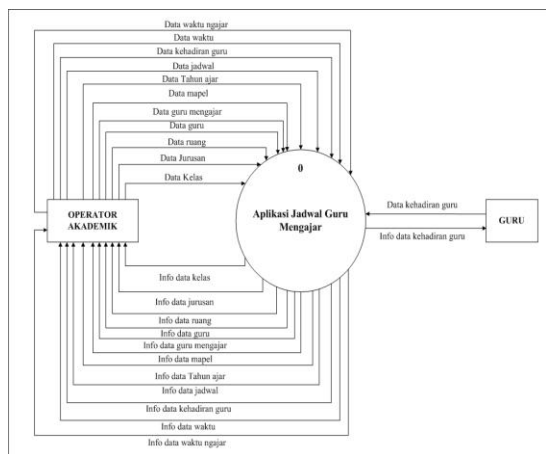 Data waktu ngajar
Data waktu
Data kehadiran guru
Data jadwal
Data Tahun ajar
Data mapel
Data guru mengajar
Data guru
Data ruang
Data Jurusan
Data Kelas
0
Aplikasi Jadwal Guru
Mengajar
OPERATOR
AKADEMIK
Data kehadiran guru
GURU
Info data kehadiran guru
Info data kelas
Info data jurusan
Info data ruang
Info data guru
Info data guru mengajar
Info data mapel
Info data Tahun ajar
Info data jadwal
Info data kehadiran guru
Info data waktu
Info data waktu ngajar